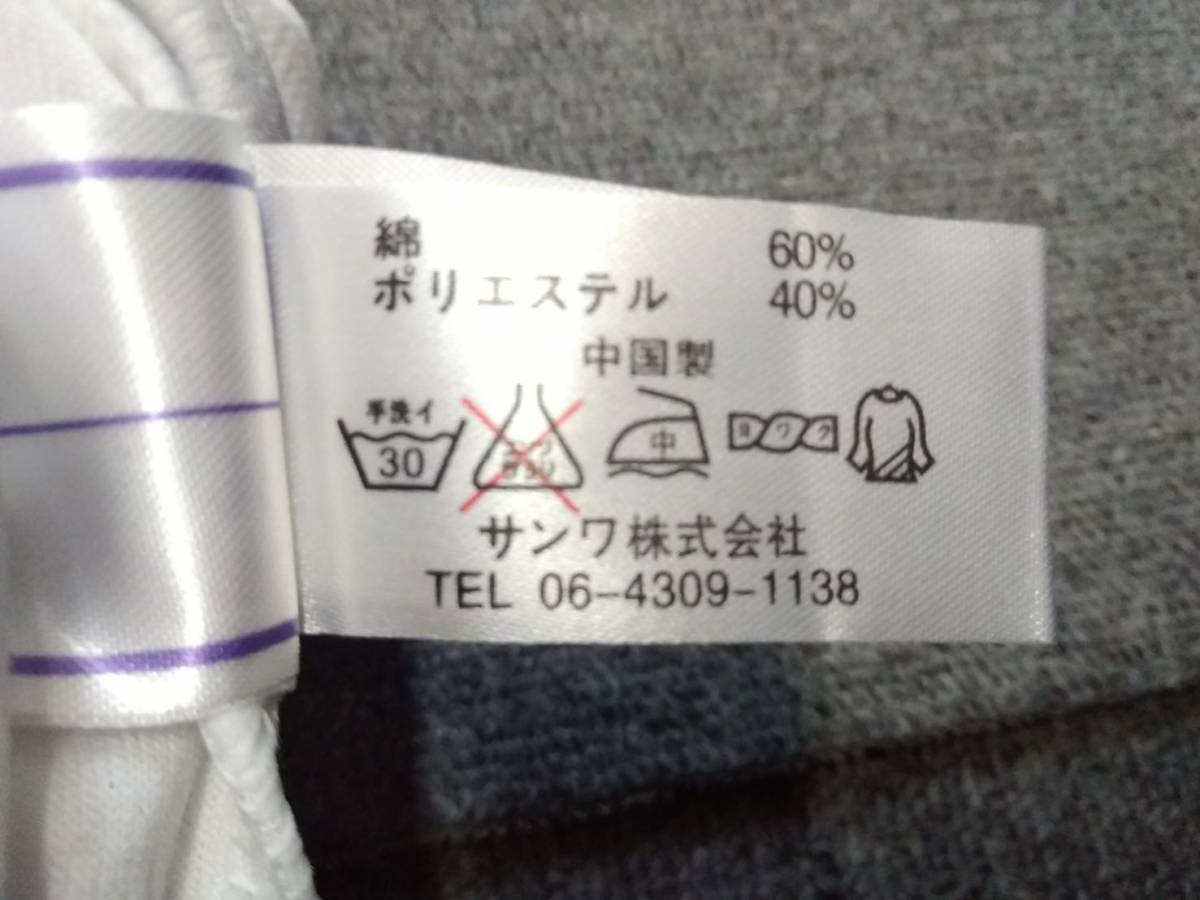 綿 60%
ポリエステル 40%
中国製
手洗イ
30
中
ヨワク
サンワ株式会社
TEL 06-4309-1138